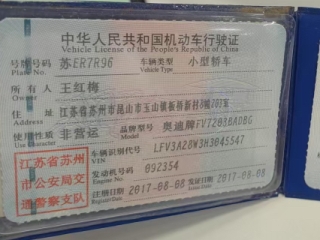 中华人民共和国机动车行驶证
Vehicle License of the People's Republic of China
号牌号码 苏ER7R96 车辆类型 小型轿车
Plate No. Vehicle Type
所有人 王红梅
Owner
住址 江苏省苏州市昆山市玉山镇板桥新村
Address
使用性质 非营运 品牌型号 奥迪牌FV7208BADBG
Use Character Model
江苏省苏州
市公安局交
通警察支队
车辆识别代号 LFV3A28W3H3045547
VIN
发动机号码 092354
Engine No.
注册日期 2017-08-08 发证日期 2017-08-08
Register Date Issue Date